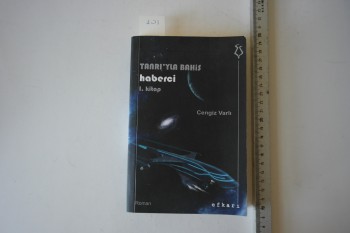 TANRI'YLA BAHİS
haberci
1. kitap
Cengiz Varlı
Roman
efkarı